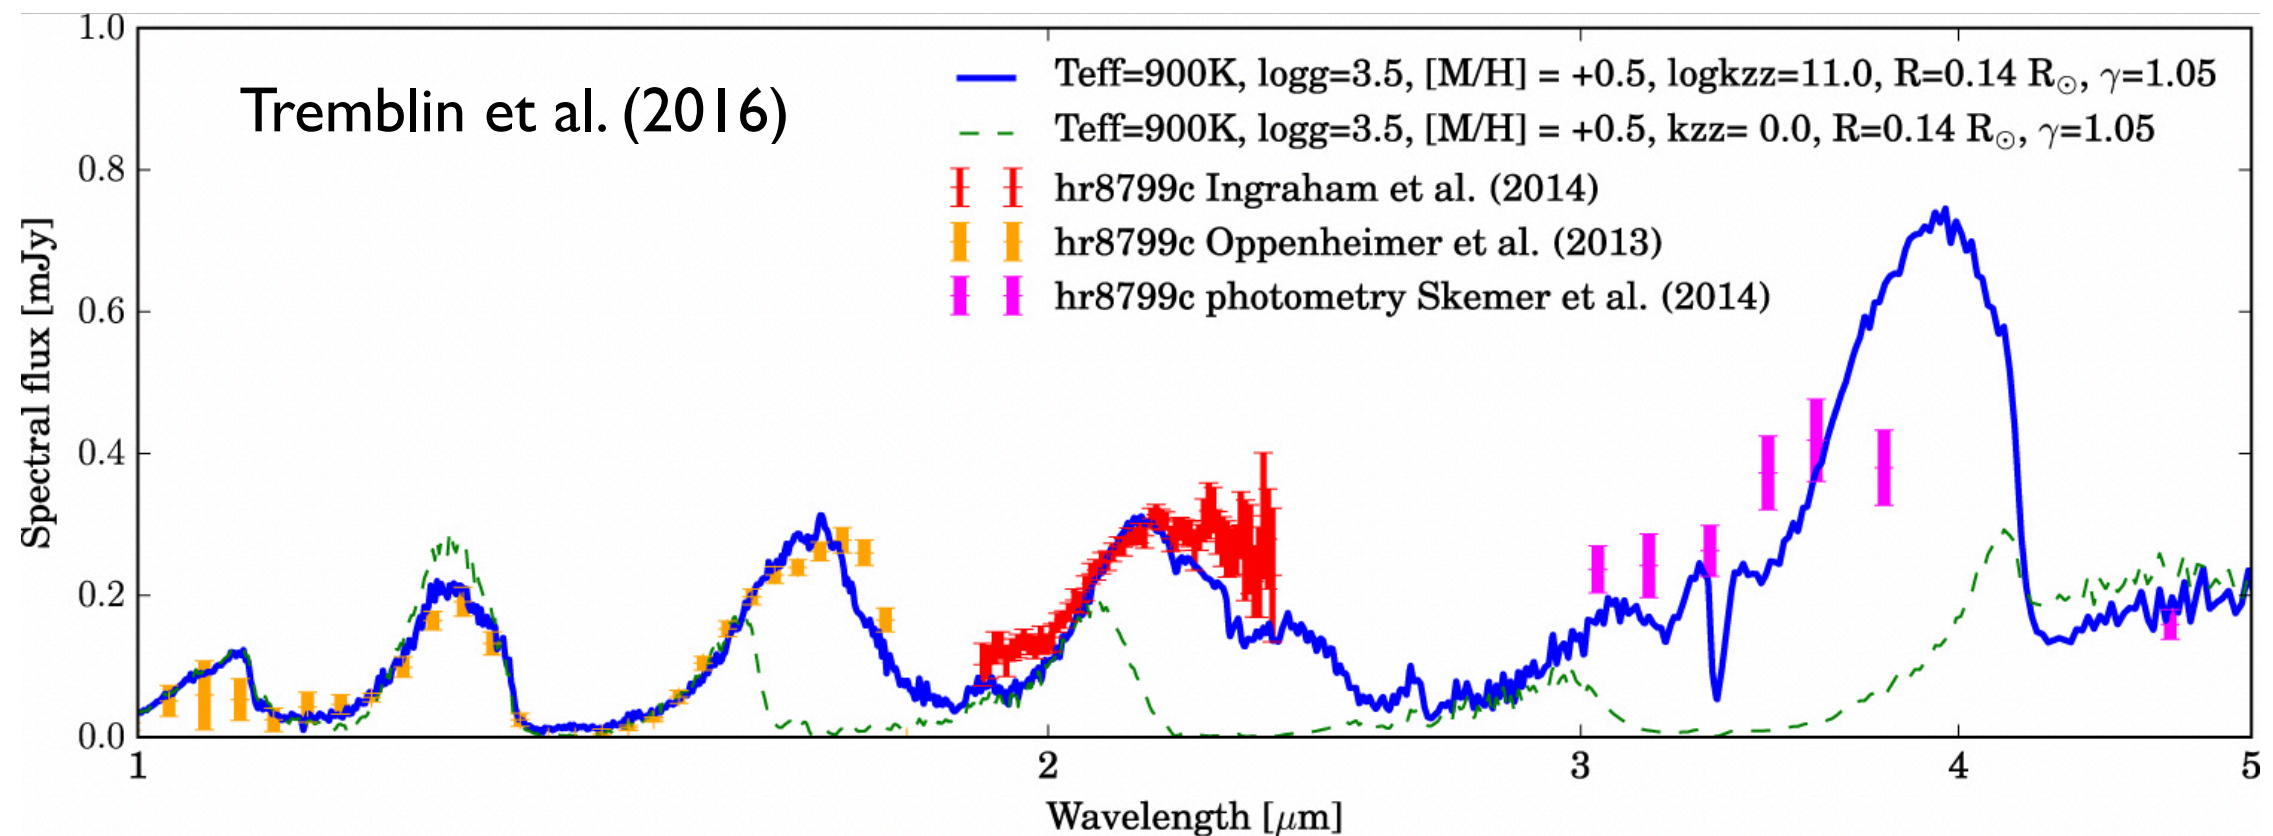 1.0
0.8
0.6
0.4
0.2
0.0
Spectral flux [mJy]
Tremblin et al. (2016)
Teff=900K, logg=3.5, [M/H] = +0.5, logkzz=11.0, R=0.14 R☉, γ=1.05
Teff=900K, logg=3.5, [M/H] = +0.5, kzz= 0.0, R=0.14 R☉, γ=1.05
hr8799c Ingraham et al. (2014)
hr8799c Oppenheimer et al. (2013)
hr8799c photometry Skemer et al. (2014)
1 2 3 4 5
Wavelength [μm]